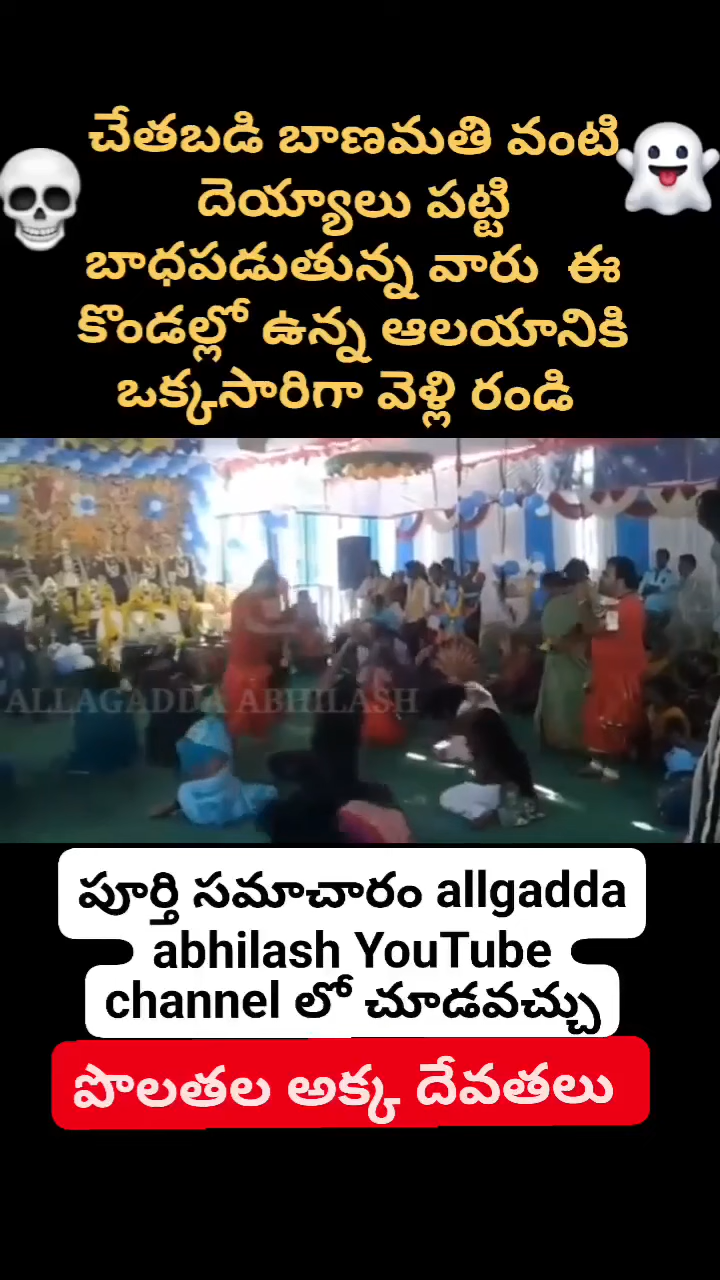 చేతబడి బాణమతి వంటి
దెయ్యాలు పట్టి
బాధపడుతున్న వారు ఈ
కొండల్లో ఉన్న ఆలయానికి
ఒక్కసారిగా వెళ్లి రండి
ALLAGADDA ABHILASH
పూర్తి సమాచారం allgadda
abhilash YouTube
channel లో చూడవచ్చు
పొలతల అక్క దేవతలు